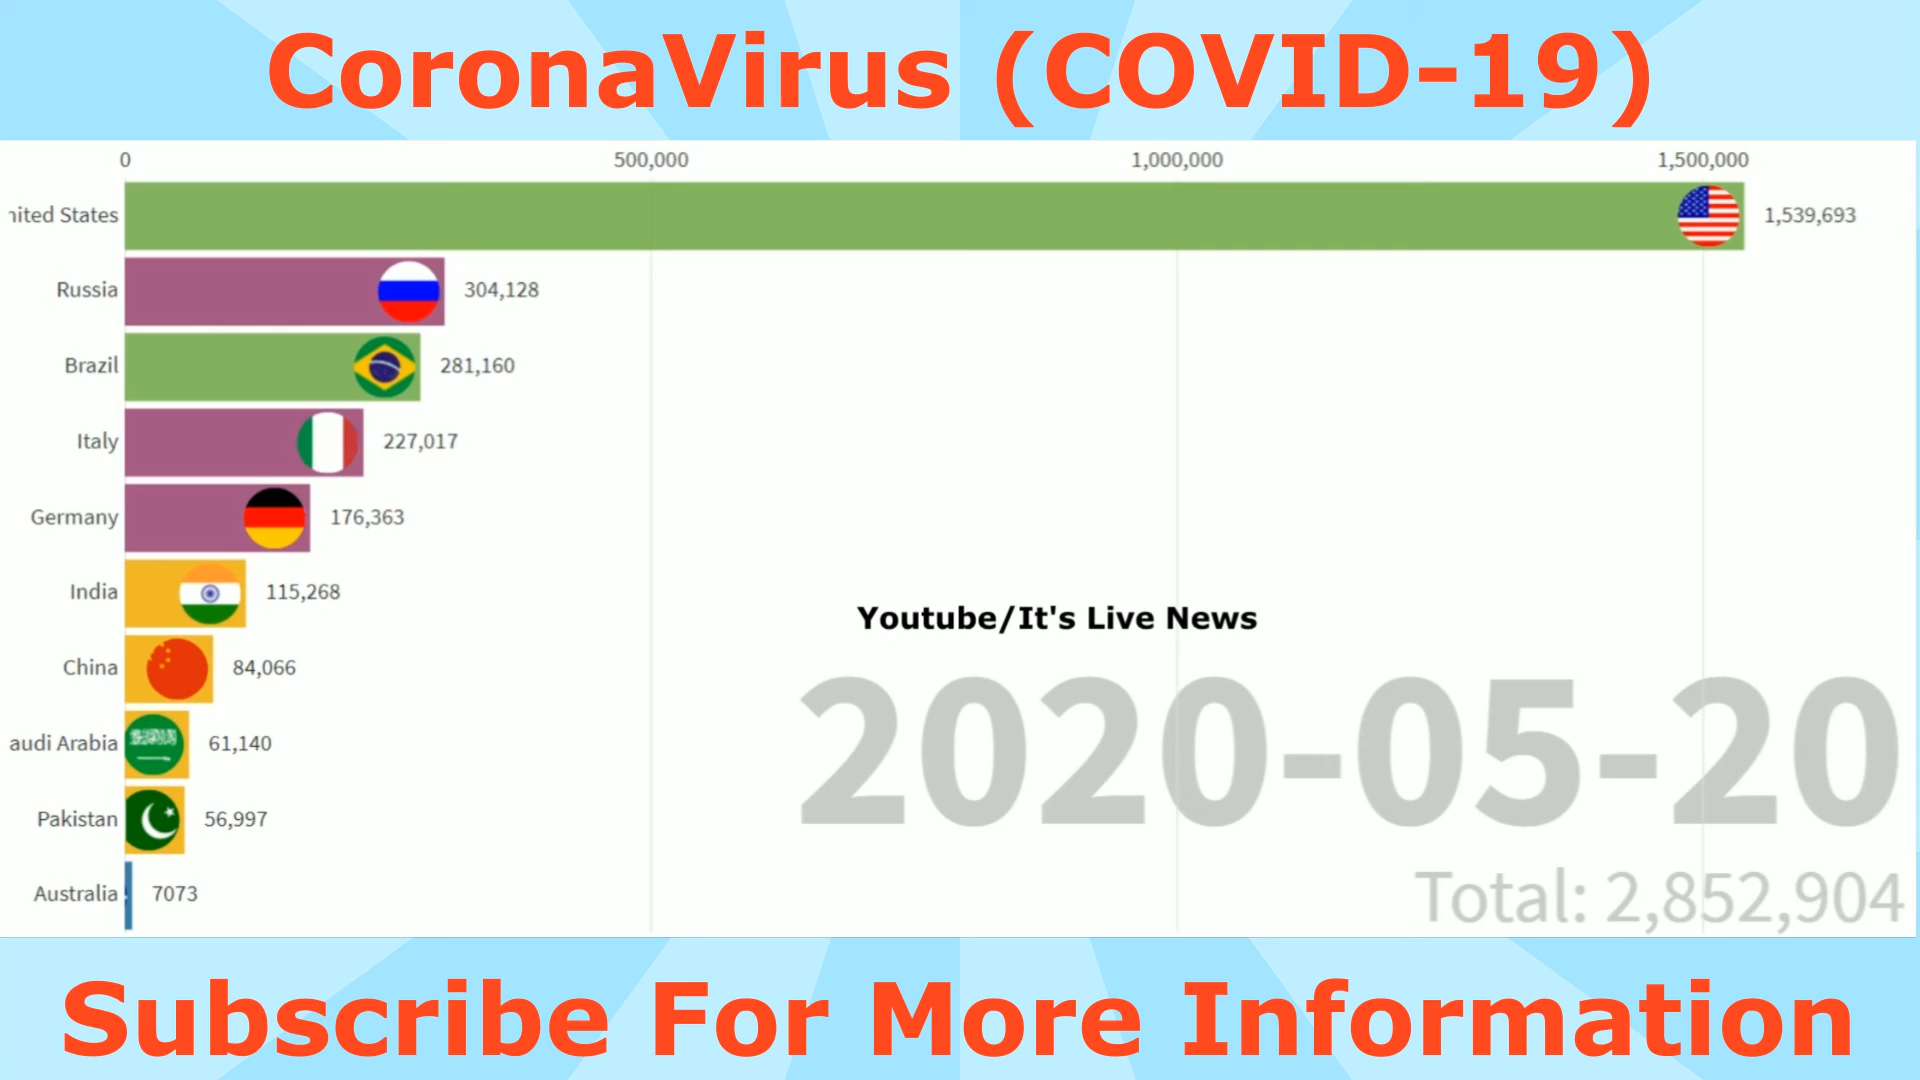 CoronaVirus (COVID-19)
0 500,000 1,000,000 1,500,000
nited States 1,539,693
Russia 304,128
Brazil 281,160
Italy 227,017
Germany 176,363
India 115,268
Youtube/It's Live News
China 84,066
2020-05-20
audi Arabia 61,140
Pakistan 56,997
Australia 7073
Total: 2,852,904
Subscribe For More Information